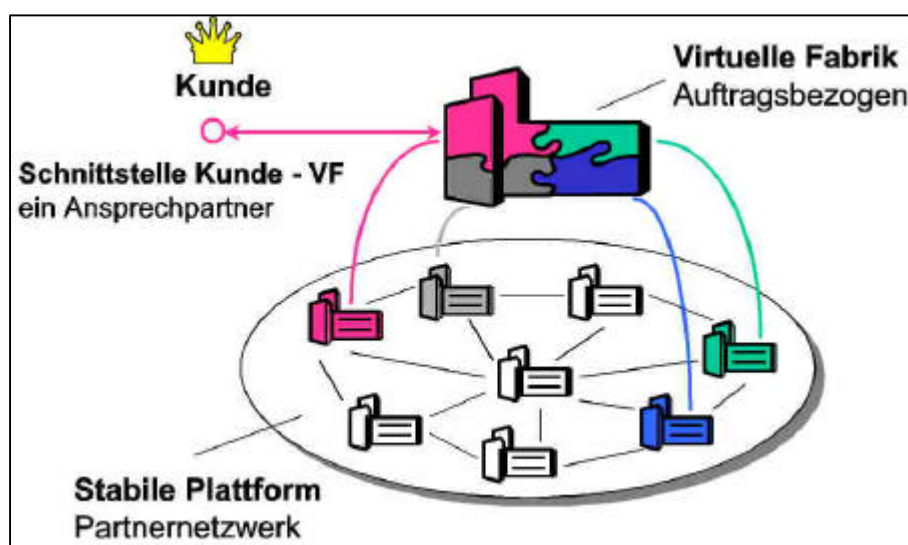 Kunde
Virtuelle Fabrik
Auftragsbezogen
Schnittstelle Kunde - VF
ein Ansprechpartner
Stabile Plattform
Partnernetzwerk